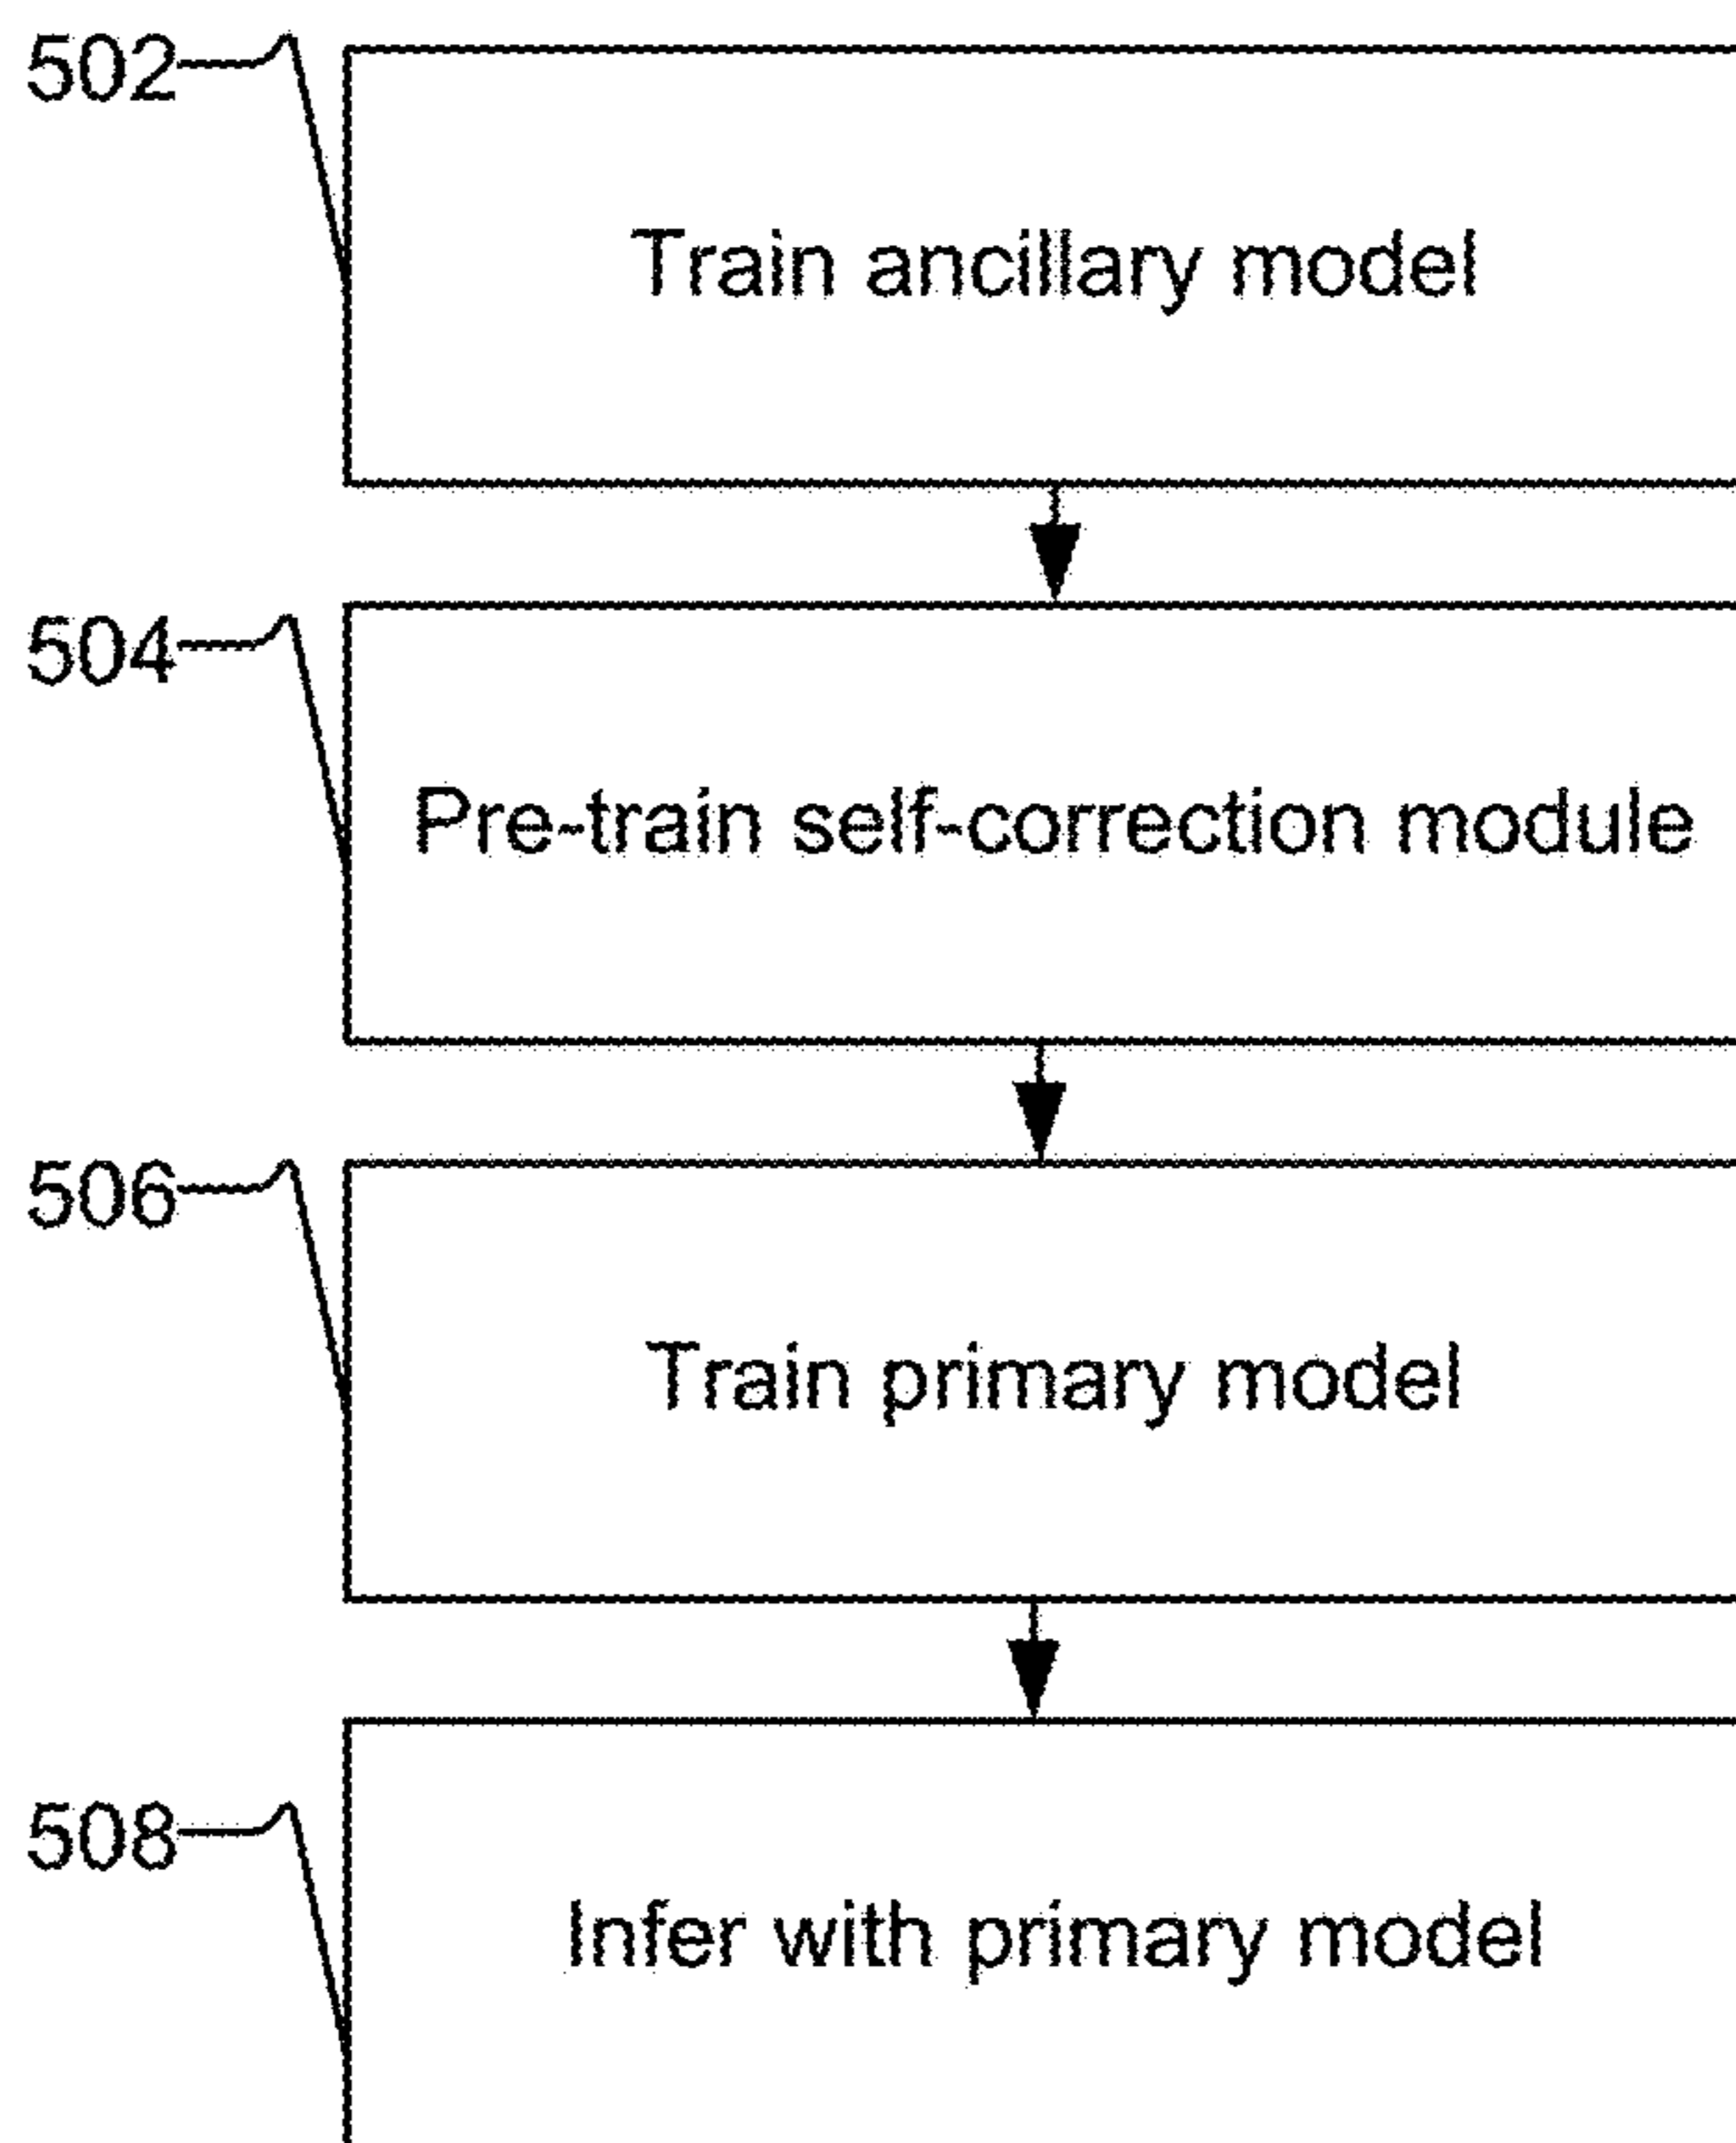 502
Train ancillary model
504
Pre-train self-correction module
506
Train primary model
508
Infer with primary model